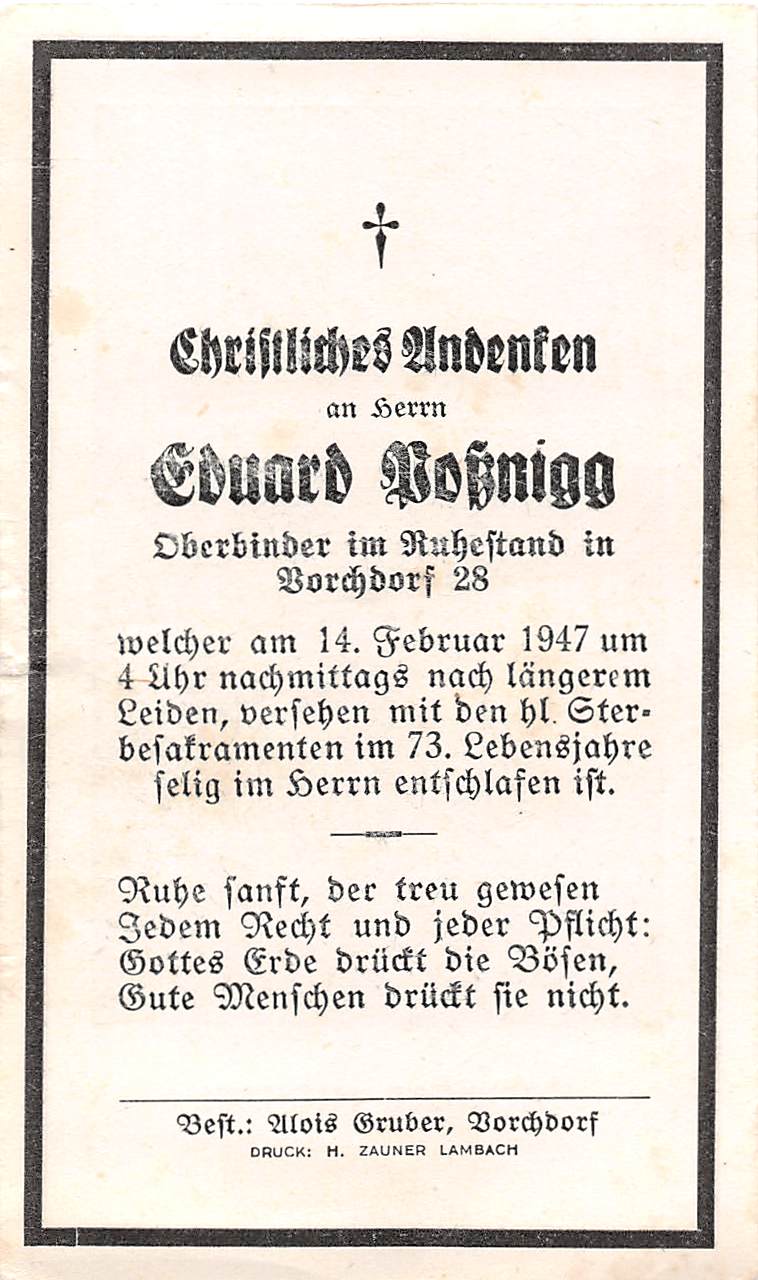 Christliches Andenken
an Herrn
Eduard Poßnigg
Oberbinder im Ruhestand in
Vorchdorf 28
welcher am 14. Februar 1947 um
4 Uhr nachmittags nach längerem
Leiden, versehen mit den hl. Ster-
besakramenten im 73. Lebensjahre
selig im Herrn entschlafen ist.
Ruhe sanft, der treu gewesen
Jedem Recht und jeder Pflicht:
Gottes Erde drückt die Bösen,
Gute Menschen drückt sie nicht.
Best.: Alois Gruber, Vorchdorf
DRUCK: H. ZAUNER LAMBACH